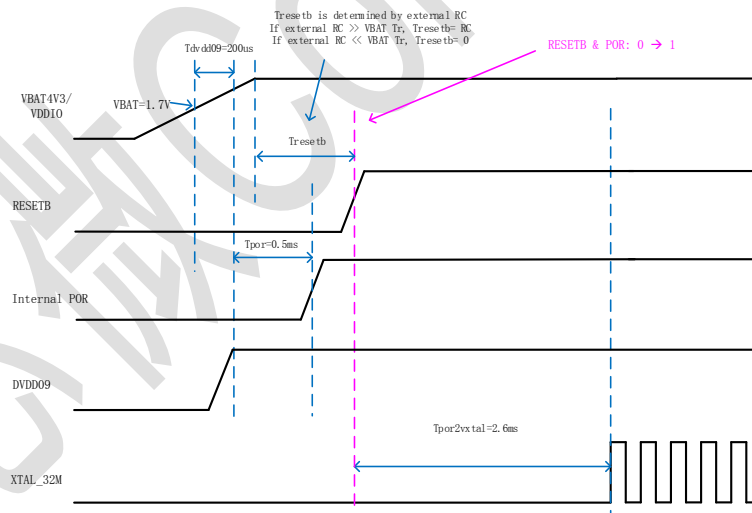 Tresetb is determined by external RC
If external RC >> VBAT Tr, Tresetb= RC
If external RC << VBAT Tr, Tresetb= 0
RESETB & POR: 0 → 1
Tdvdd09=200us
VBAT4V3/
VDDIO
VBAT=1.7V
Tresetb
RESETB
Tpor=0.5ms
Internal POR
DVDD09
Tpor2vxtal=2.6ms
XTAL_32M